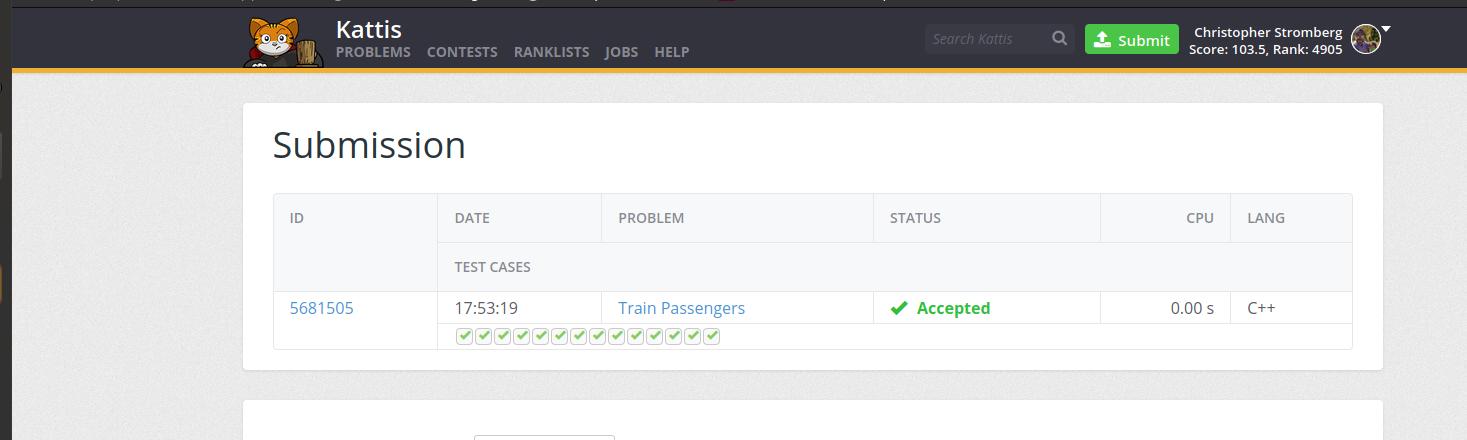 Kattis
PROBLEMS CONTESTS RANKLISTS JOBS HELP
Search Kattis
Submit
Christopher Stromberg
Score: 103.5, Rank: 4905
Submission
ID DATE PROBLEM STATUS CPU LANG
TEST CASES
5681505 17:53:19 Train Passengers Accepted 0.00 s C++